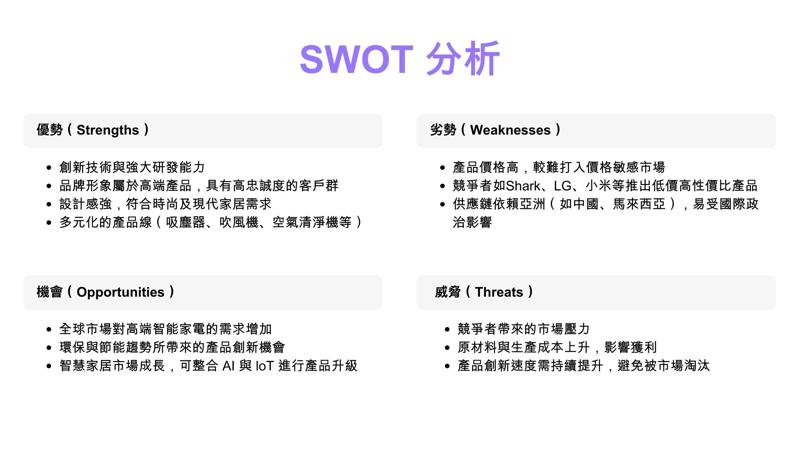 SWOT 分析
優勢（Strengths）
• 創新技術與強大研發能力
• 品牌形象屬於高端產品，具有高忠誠度的客戶群
• 設計感強，符合時尚及現代家居需求
• 多元化的產品線（吸塵器、吹風機、空氣清淨機等）
劣勢（Weaknesses）
• 產品價格高，較難打入價格敏感市場
• 競爭者如Shark、LG、小米等推出低價高性價比產品
• 供應鏈依賴亞洲（如中國、馬來西亞），易受國際政
治影響
機會（Opportunities）
• 全球市場對高端智能家電的需求增加
• 環保與節能趨勢所帶來的產品創新機會
• 智慧家居市場成長，可整合 AI 與 IoT 進行產品升級
威脅（Threats）
• 競爭者帶來的市場壓力
• 原材料與生產成本上升，影響獲利
• 產品創新速度需持續提升，避免被市場淘汰